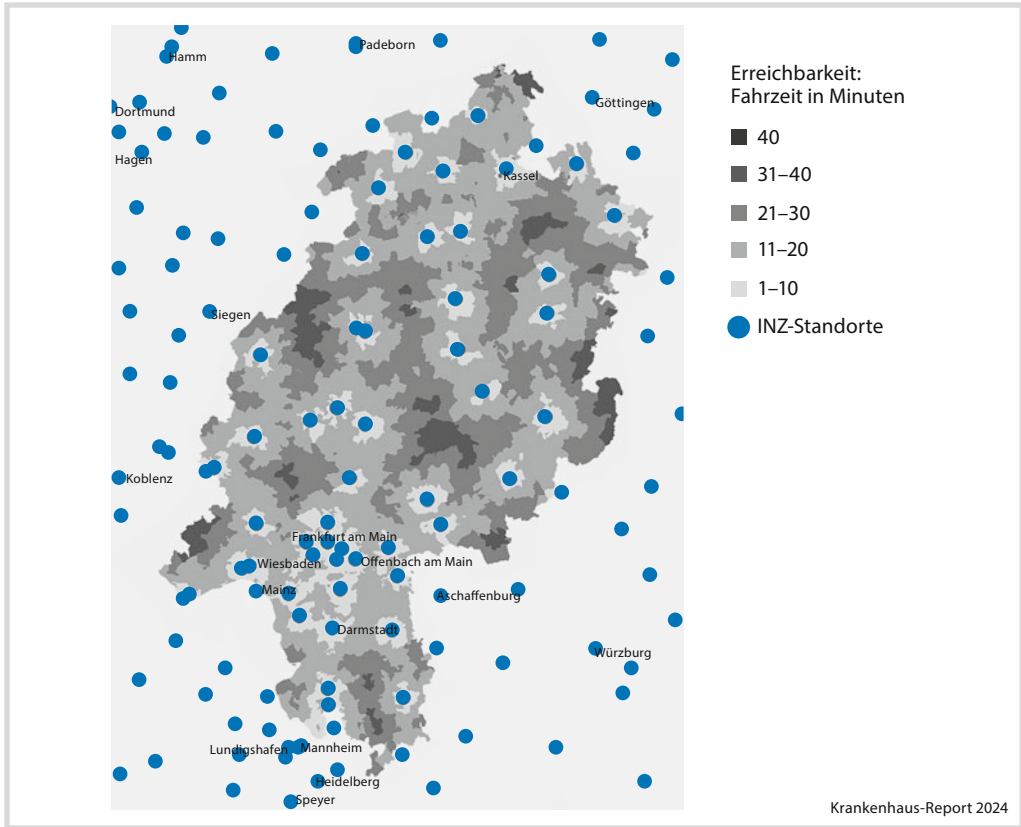 Padeborn
Hamm
Göttingen
Dortmund
Hagen
Kassel
Siegen
Koblenz
Frankfurt am Main
Wiesbaden
Offenbach am Main
Mainz
Aschaffenburg
Darmstadt
Würzburg
Lundigshafen
Mannheim
Heidelberg
Speyer
Erreichbarkeit:
Fahrzeit in Minuten
40
31–40
21–30
11–20
1–10
INZ-Standorte
Krankenhaus-Report 2024